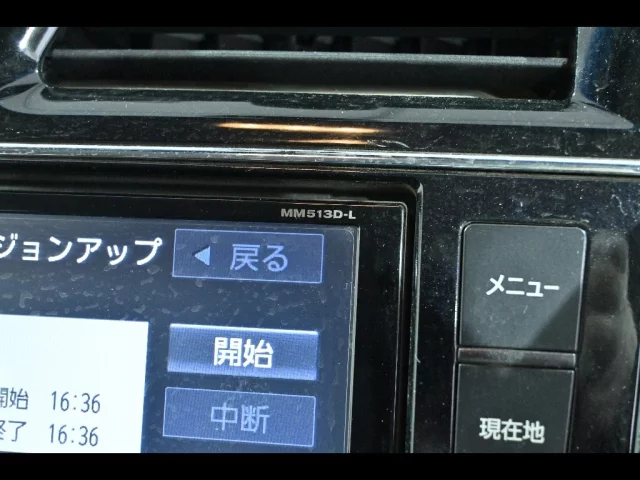 MM513D-L
ジョンアップ
戻る
メニュー
開始
開始 16:36
中断
終了 16:36
現在地